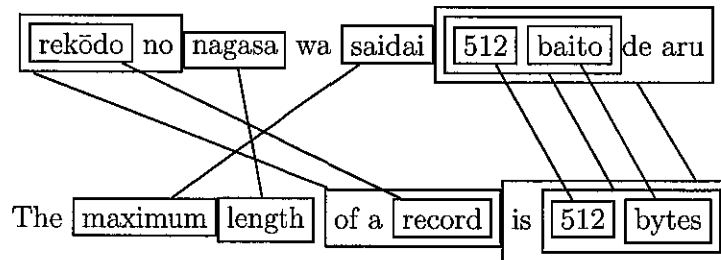 rekōdo no nagasa wa saidai 512 baito de aru
The maximum length of a record is 512 bytes